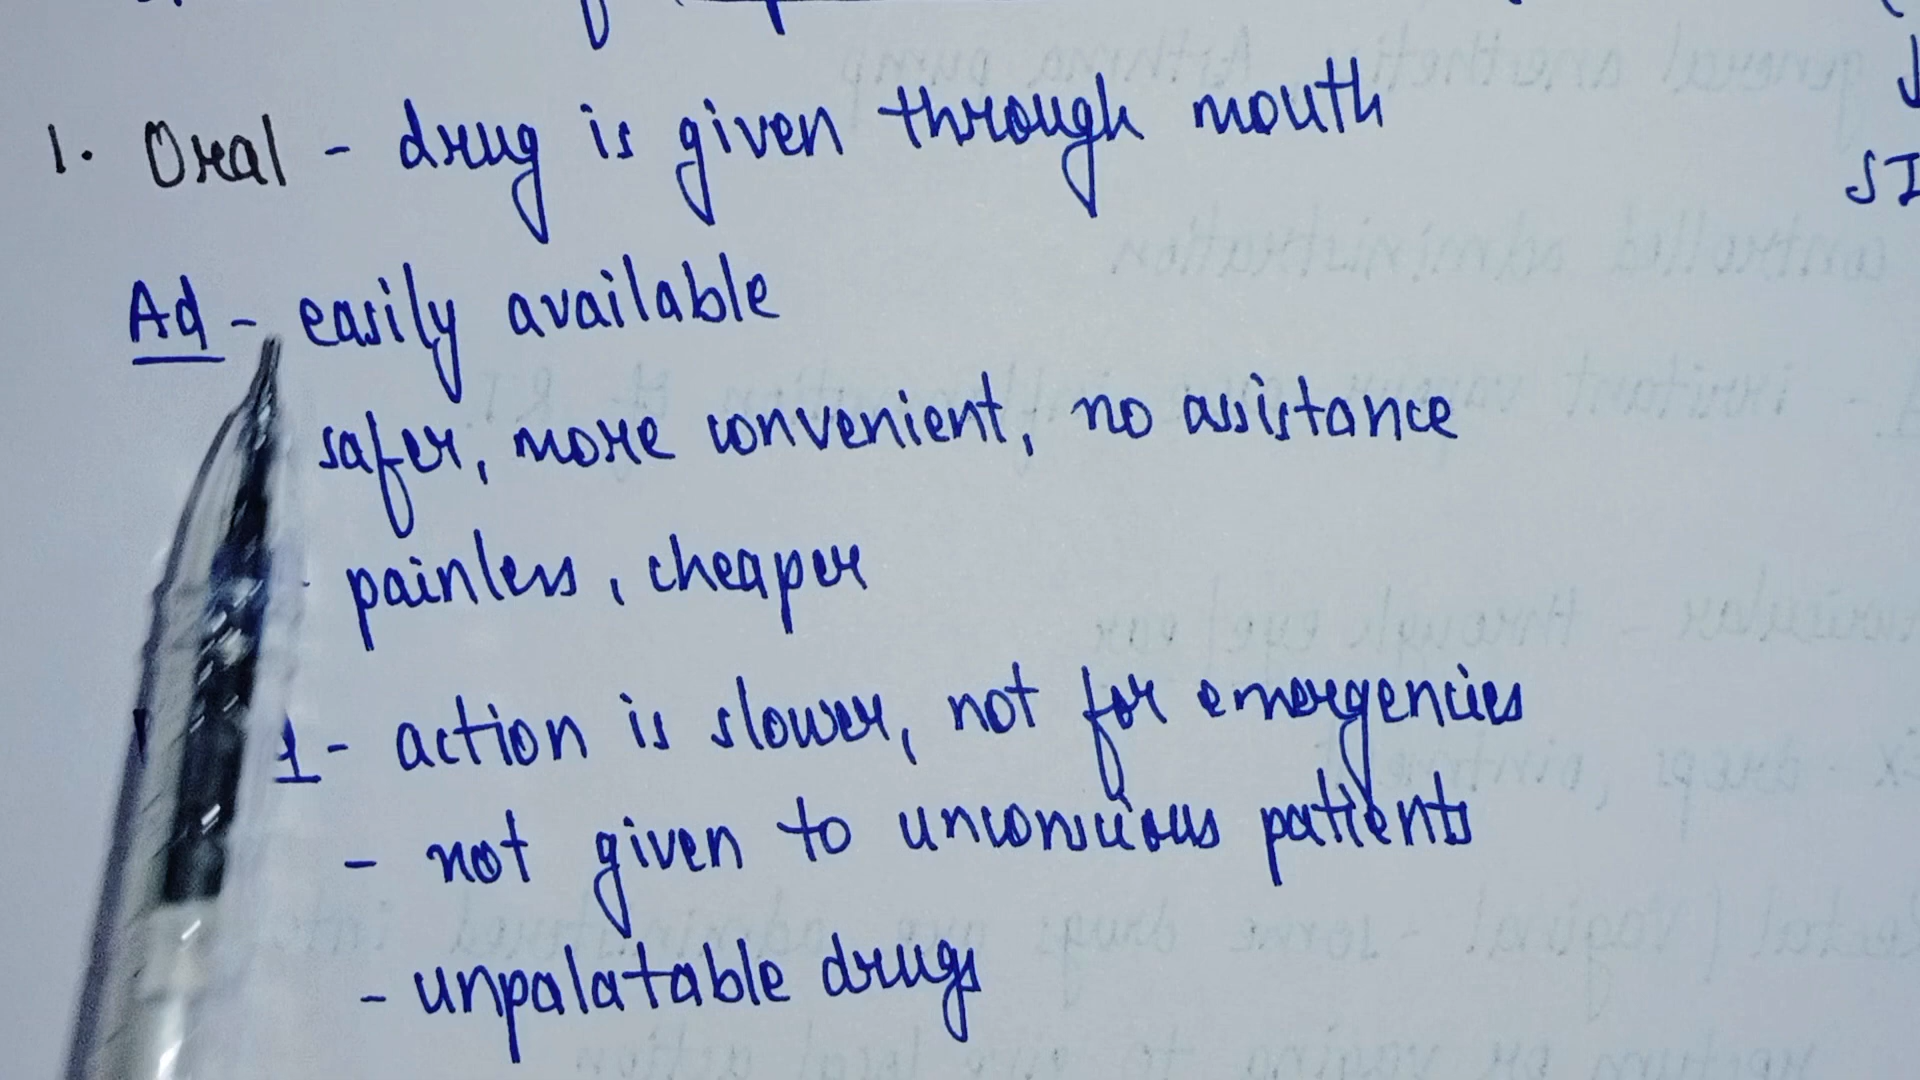 1. Oral - drug is given through mouth
Ad - easily available
safer, more convenient, no assistance
- painless, cheaper
- action is slower, not for emergencies
- not given to unconscious patients
- unpalatable drugs